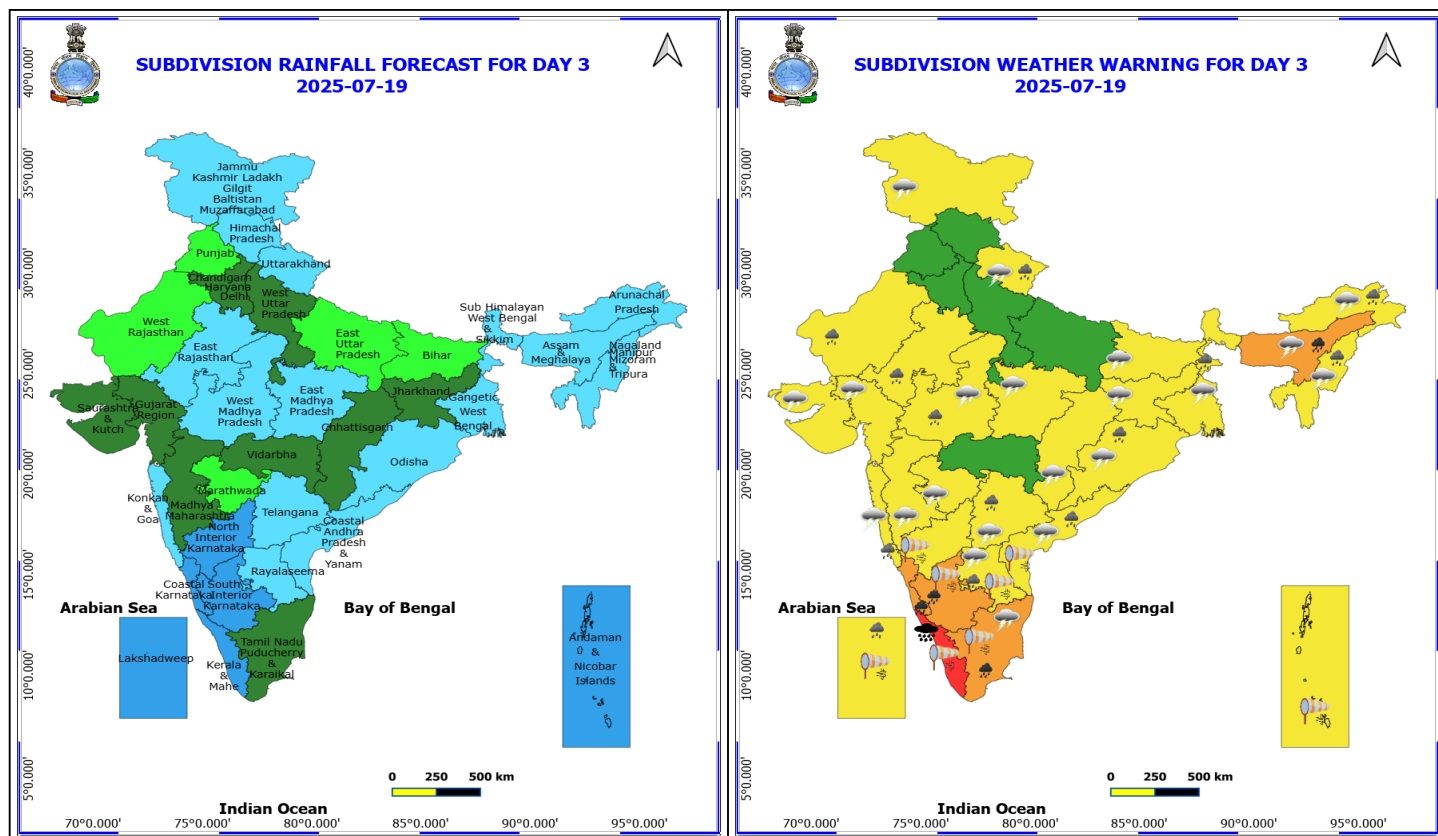 SUBDIVISION RAINFALL FORECAST FOR DAY 3
2025-07-19
40°0.000'
35°0.000'
30°0.000'
25°0.000'
20°0.000'
15°0.000'
10°0.000'
5°0.000'
Jammu
Kashmir Ladakh
Gilgit
Baltistan
Muzaffarabad
Himachal
Pradesh
Punjab
Uttarakhand
Chandigarh
Haryana
Delhi
West
Uttar
Pradesh
West
Rajasthan
East
Rajasthan
East
Uttar
Pradesh
Bihar
Sub Himalayan
West Bengal
&
Sikkim
Arunachal
Pradesh
Assam
&
Meghalaya
Nagaland
Manipur
Mizoram
&
Tripura
Saurashtra
&
Kutch
Gujarat
Region
West
Madhya
Pradesh
East
Madhya
Pradesh
Jharkhand
Gangetic
West
Bengal
Chhattisgarh
Vidarbha
Odisha
Konkan
&
Goa
Madhya
Maharashtra
Marathwada
Telangana
North
Interior
Karnataka
Coastal
Andhra
Pradesh
&
Yanam
Rayalaseema
Coastal
Karnataka
South
Interior
Karnataka
Arabian Sea
Bay of Bengal
Lakshadweep
Kerala
&
Mahe
Tamil Nadu
Puducherry
&
Karaikal
Andaman
&
Nicobar
Islands
0 250 500 km
Indian Ocean
70°0.000' 75°0.000' 80°0.000' 85°0.000' 90°0.000' 95°0.000'
SUBDIVISION WEATHER WARNING FOR DAY 3
2025-07-19
40°0.000'
35°0.000'
30°0.000'
25°0.000'
20°0.000'
15°0.000'
10°0.000'
5°0.000'
Arabian Sea
Bay of Bengal
0 250 500 km
Indian Ocean
70°0.000' 75°0.000' 80°0.000' 85°0.000' 90°0.000' 95°0.000'